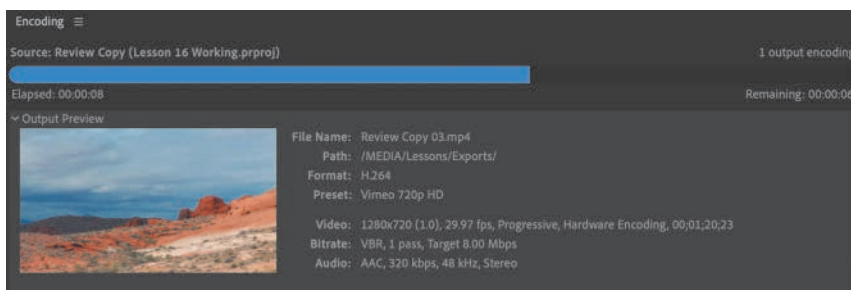 Encoding
Source: Review Copy (Lesson 16 Working.prproj) 1 output encoding
Elapsed: 00:00:08 Remaining: 00:00:06
Output Preview
File Name: Review Copy 03.mp4
Path: /MEDIA/Lessons/Exports/
Format: H.264
Preset: Vimeo 720p HD
Video: 1280x720 (1.0), 29.97 fps, Progressive, Hardware Encoding, 00;01;20;23
Bitrate: VBR, 1 pass, Target 8.00 Mbps
Audio: AAC, 320 kbps, 48 kHz, Stereo